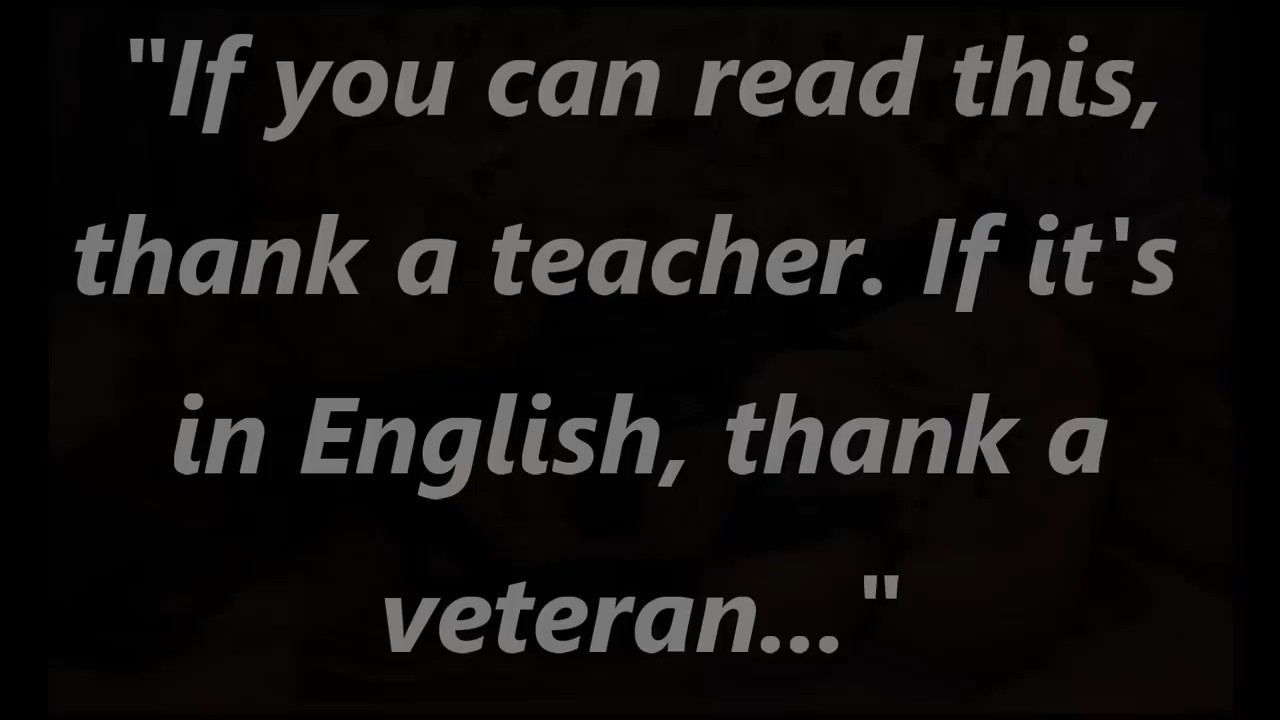 "If you can read this,
thank a teacher. If it's
in English, thank a
veteran... "